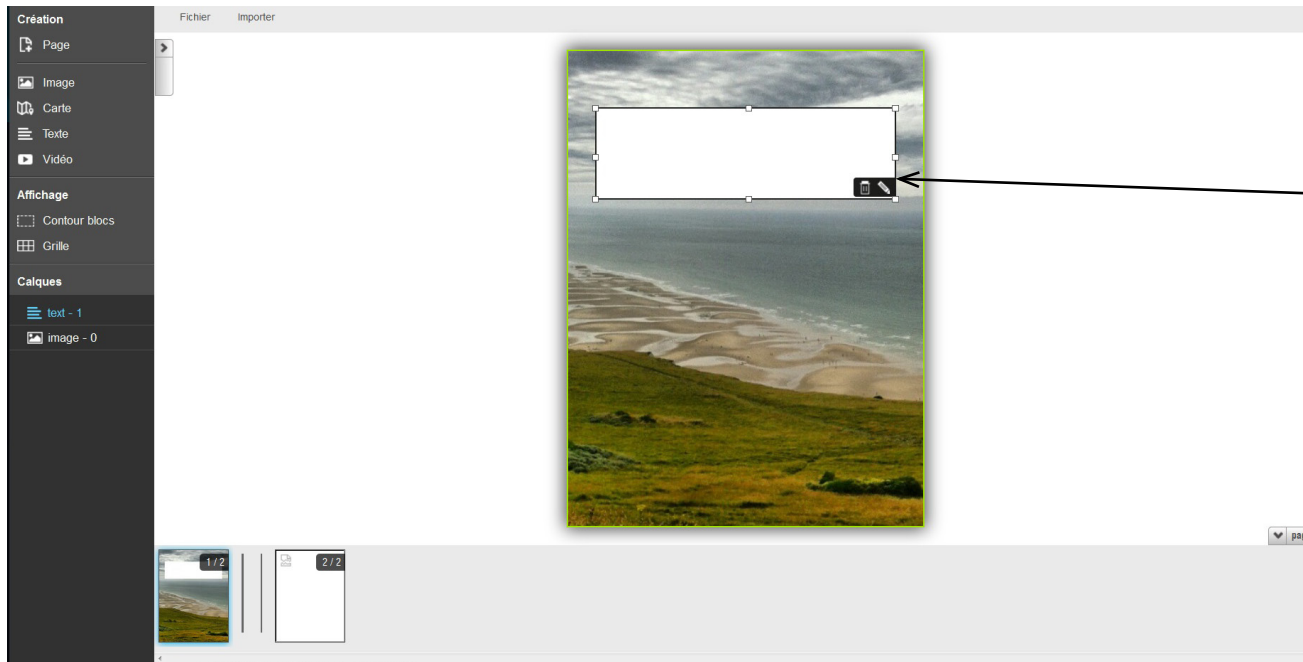 Création
Fichier Importer
Page
Image
Carte
Texte
Vidéo
Affichage
Contour blocs
Grille
Calques
text - 1
image - 0
1 / 2
2 / 2